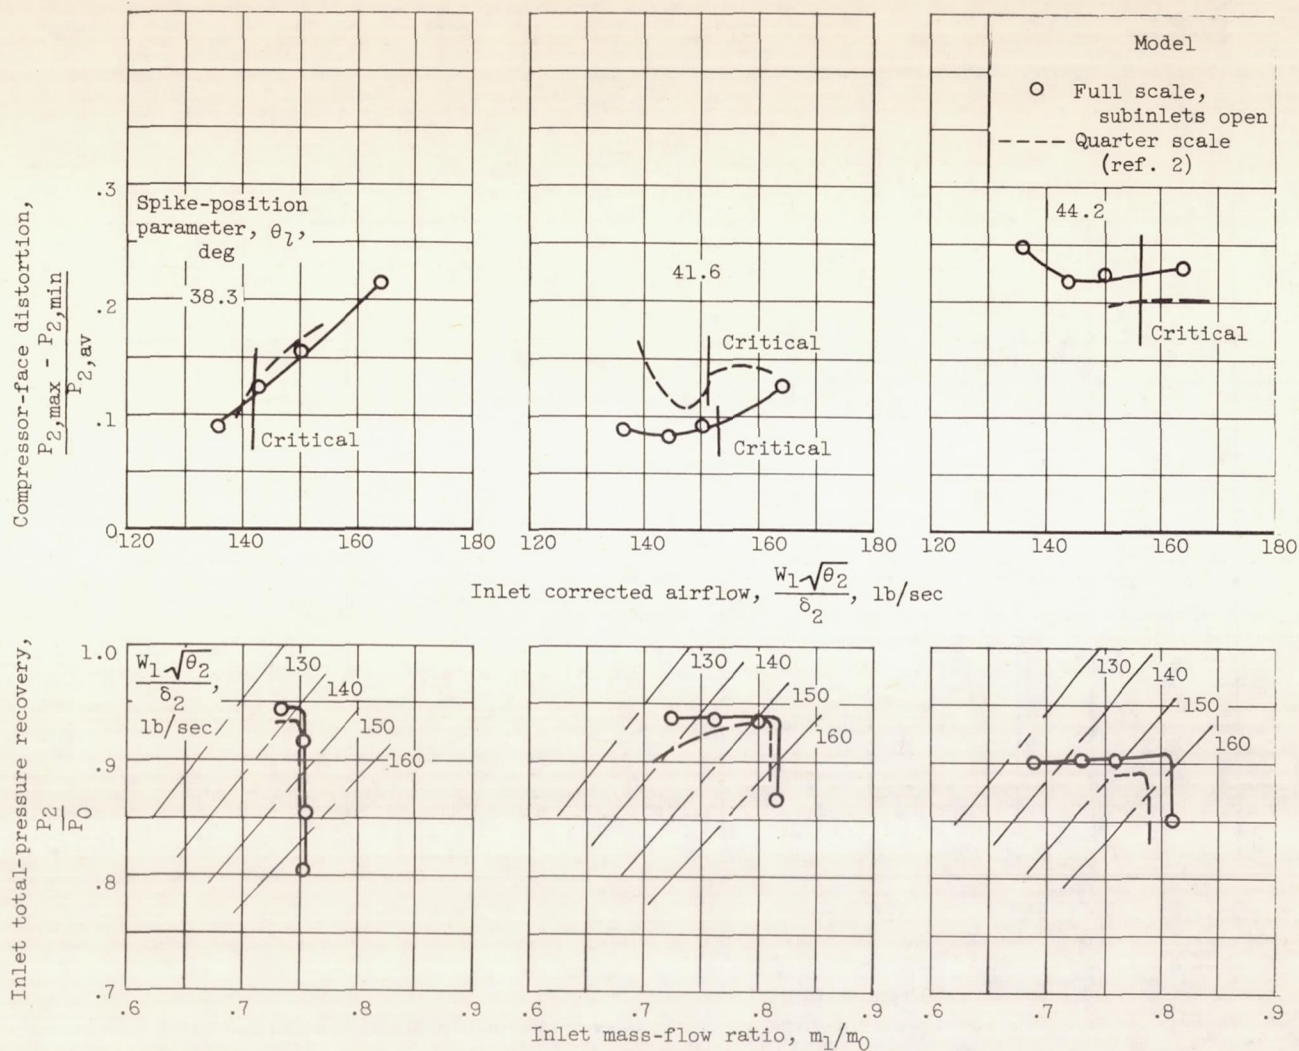 Model
Full scale,
subinlets open
Quarter scale
(ref. 2)
Compressor-face distortion,
P2,max - P2,min
P2,av
.3
.2
.1
0
Spike-position
parameter, θl,
deg
38.3
Critical
41.6
Critical
Critical
44.2
Critical
120 140 160 180
120 140 160 180
120 140 160 180
Inlet corrected airflow, W1√θ2/δ2, lb/sec
Inlet total-pressure recovery,
P2/P0
1.0
.9
.8
.7
W1√θ2/δ2,
lb/sec
130
140
150
160
130
140
150
160
130
140
150
160
.6 .7 .8 .9
.6 .7 .8 .9
.6 .7 .8 .9
Inlet mass-flow ratio, m1/m0